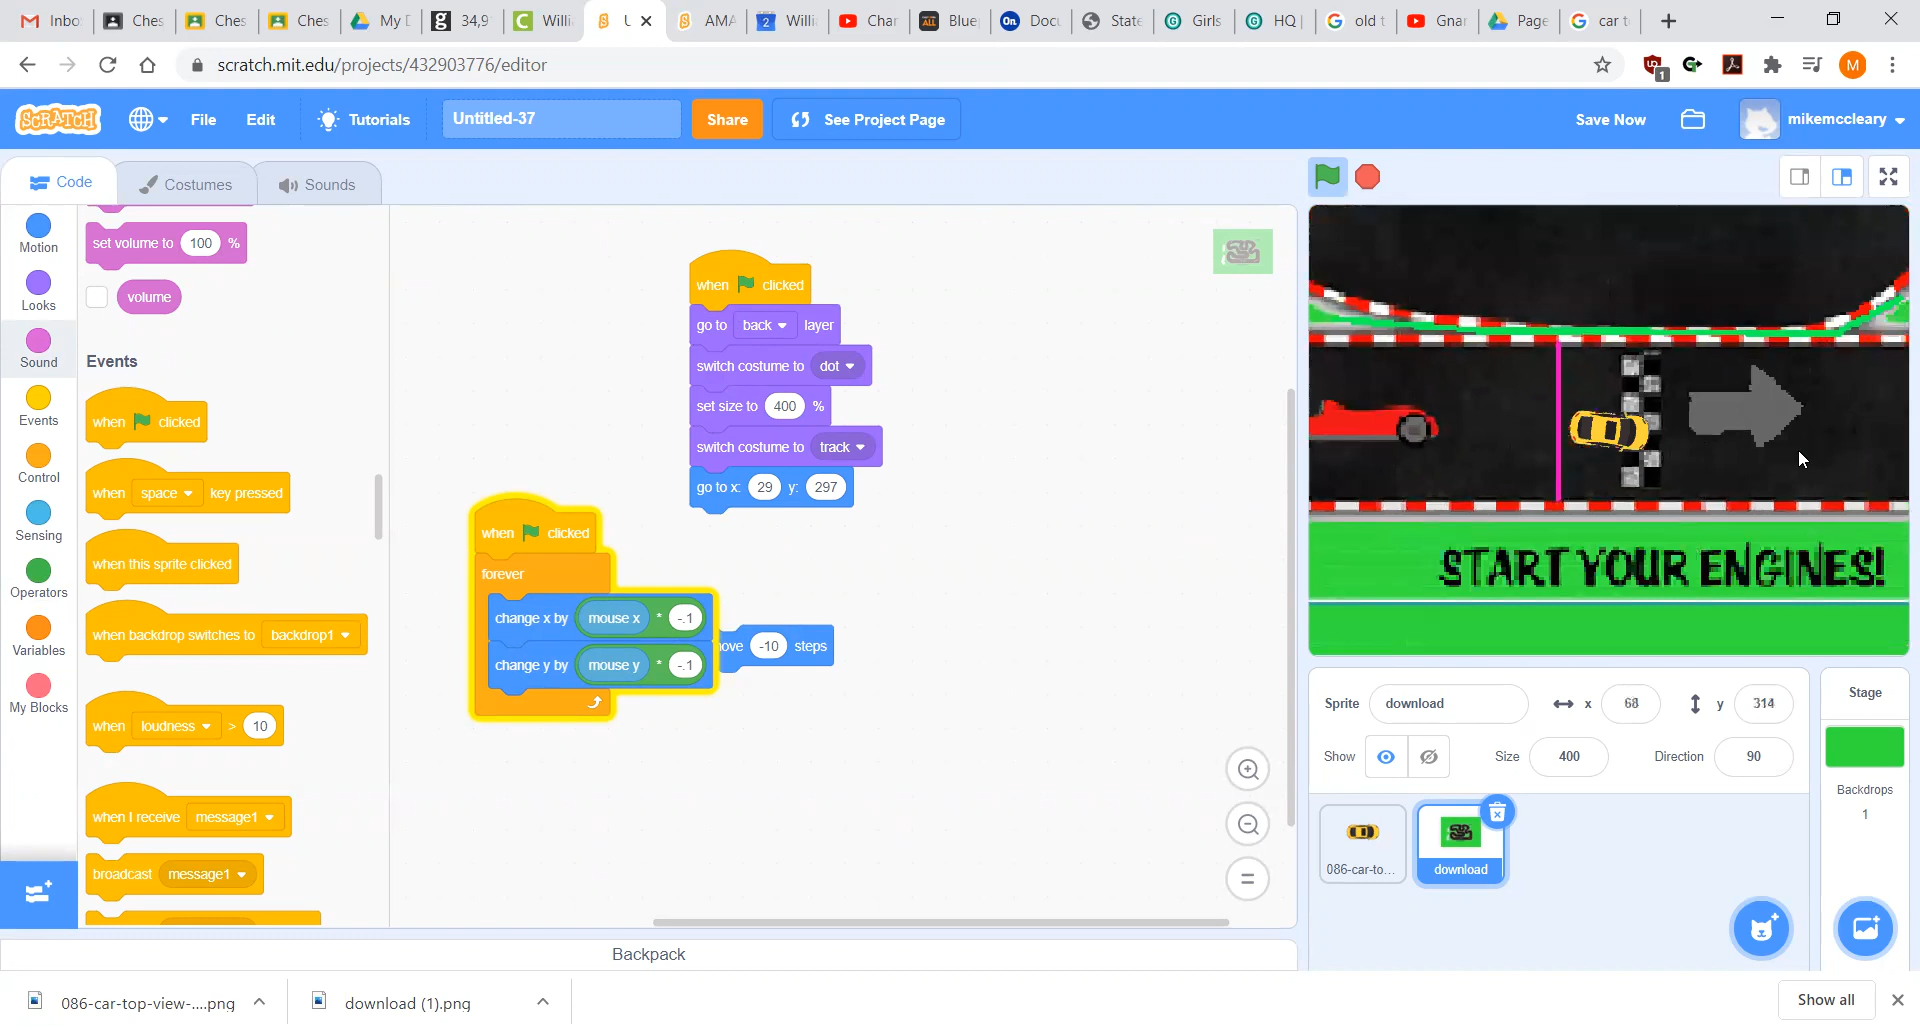 Inbo
Ches
Ches
Ches
My D
34,9
Willi
U
AMA
Willi
Char
Blue
Docu
State
Girls
HQ
old t
Gnar
Page
car t
scratch.mit.edu/projects/432903776/editor
1
M
SCRATCH
File
Edit
Tutorials
Untitled-37
Share
See Project Page
Save Now
mikemccleary
Code
Costumes
Sounds
Motion
Looks
Sound
Events
Control
Sensing
Operators
Variables
My Blocks
set volume to 100 %
volume
Events
when clicked
when space key pressed
when this sprite clicked
when backdrop switches to backdrop1
when loudness > 10
when I receive message1
broadcast message1
when clicked
go to back layer
switch costume to dot
set size to 400 %
switch costume to track
go to x: 29 y: 297
when clicked
forever
change x by mouse x * -.1
change y by mouse y * -.1
-10 steps
START YOUR ENGINES!
Sprite download x 68 y 314
Show Size 400 Direction 90
086-car-to...
download
Stage
Backdrops
1
Backpack
086-car-top-view-....png
download (1).png
Show all